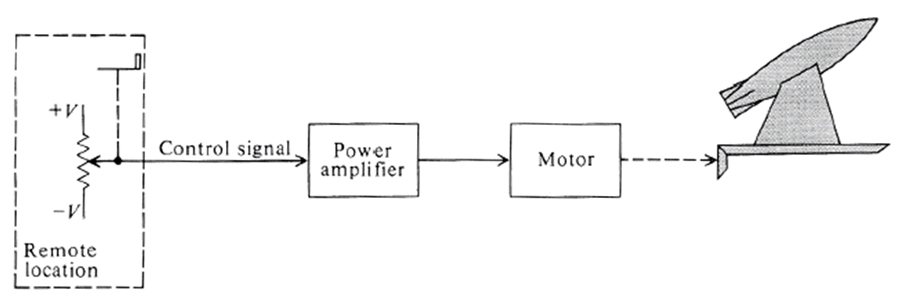 +V
Control signal
Power
amplifier
Motor
−V
Remote
location